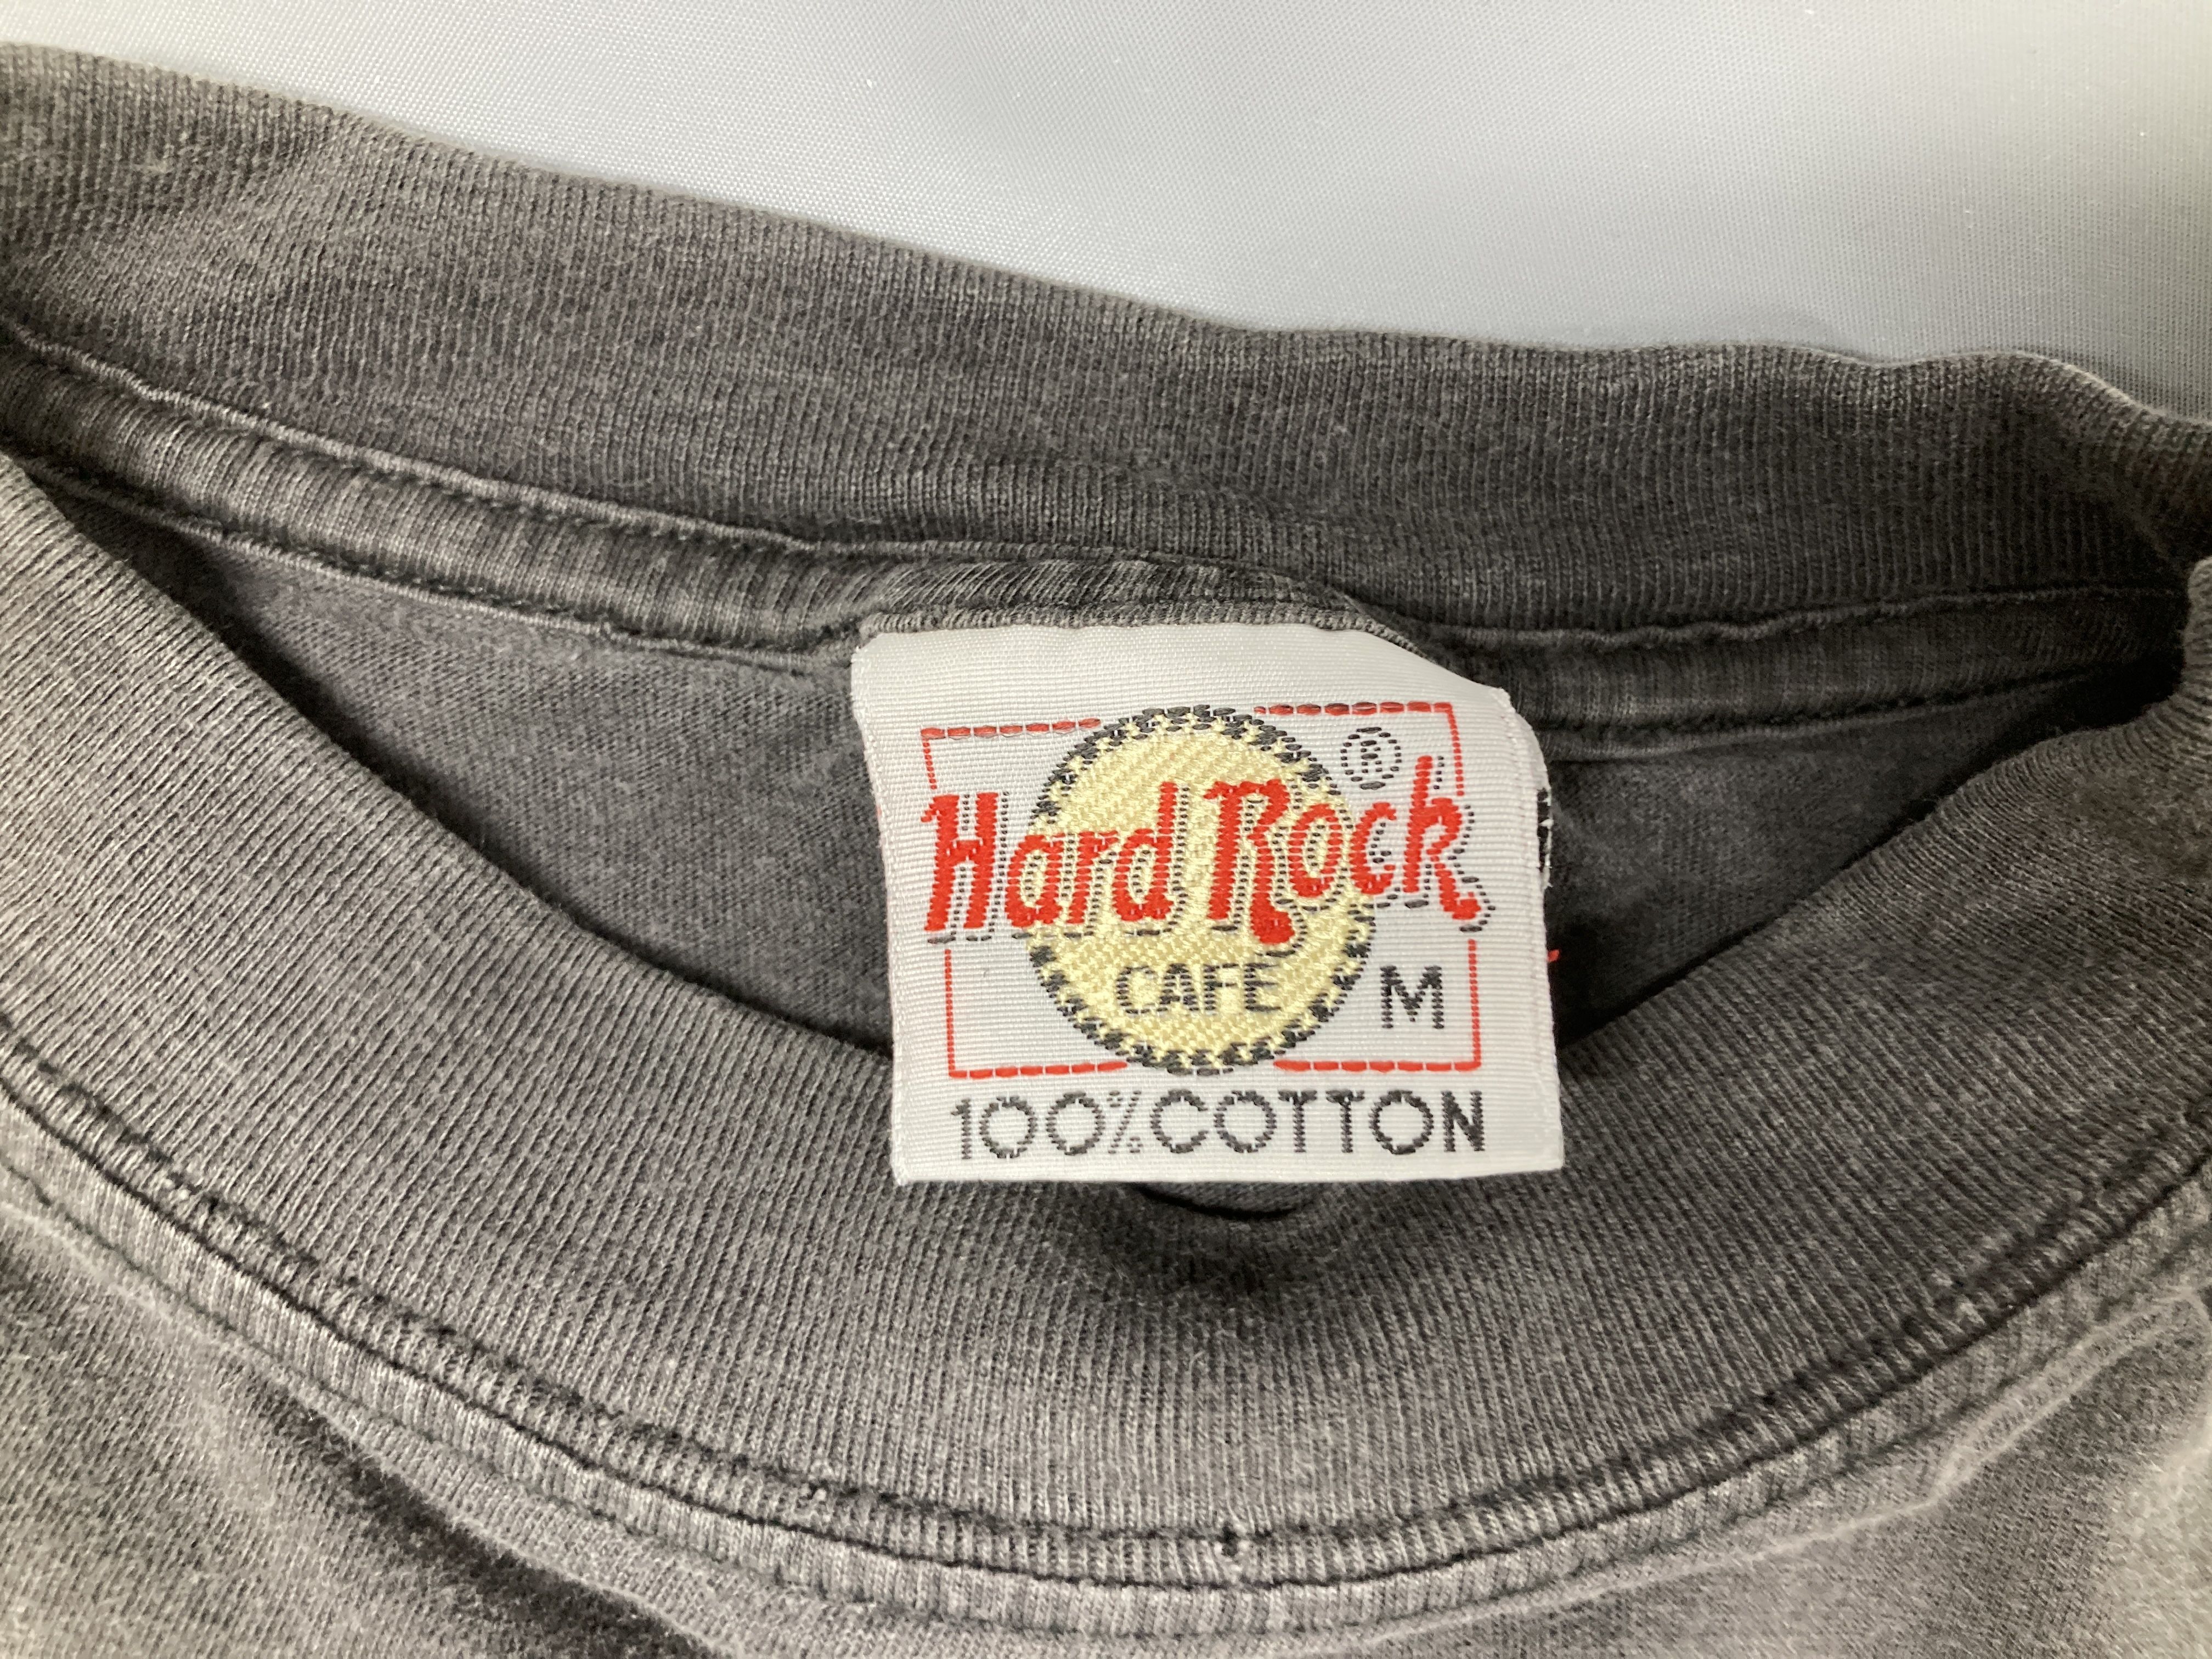 Hard Rock ®
CAFE
M
100% COTTON